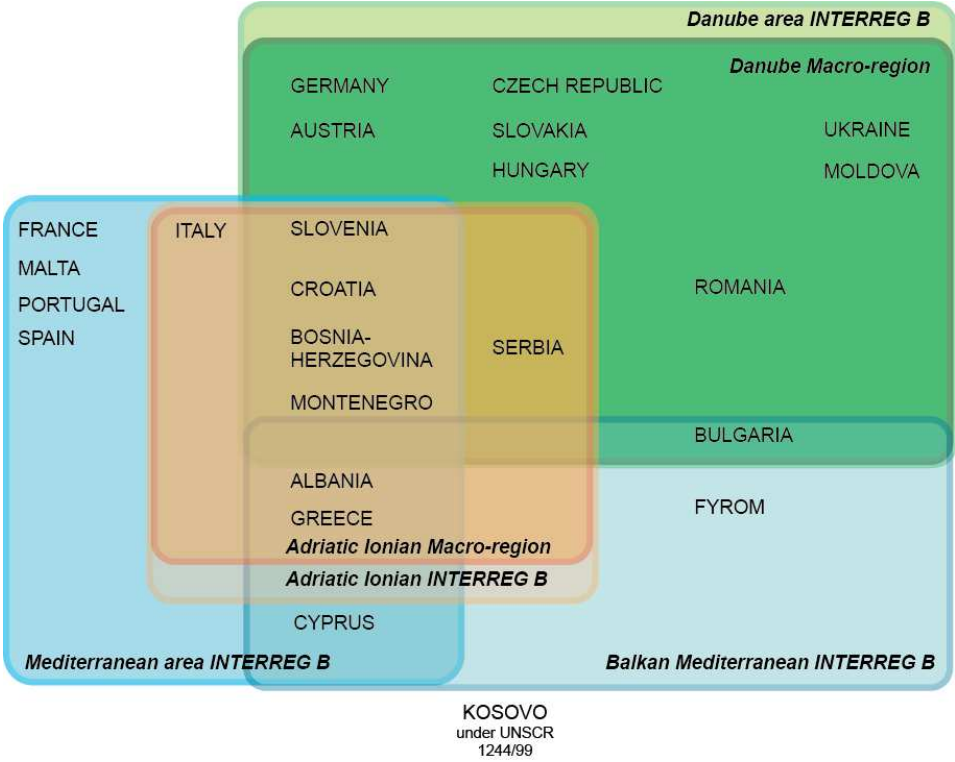 Danube area INTERREG B
Danube Macro-region
GERMANY
CZECH REPUBLIC
AUSTRIA
SLOVAKIA
UKRAINE
HUNGARY
MOLDOVA
FRANCE
ITALY
SLOVENIA
MALTA
CROATIA
ROMANIA
PORTUGAL
SPAIN
BOSNIA-
HERZEGOVINA
SERBIA
MONTENEGRO
BULGARIA
ALBANIA
FYROM
GREECE
Adriatic Ionian Macro-region
Adriatic Ionian INTERREG B
CYPRUS
Mediterranean area INTERREG B
Balkan Mediterranean INTERREG B
KOSOVO
under UNSCR
1244/99